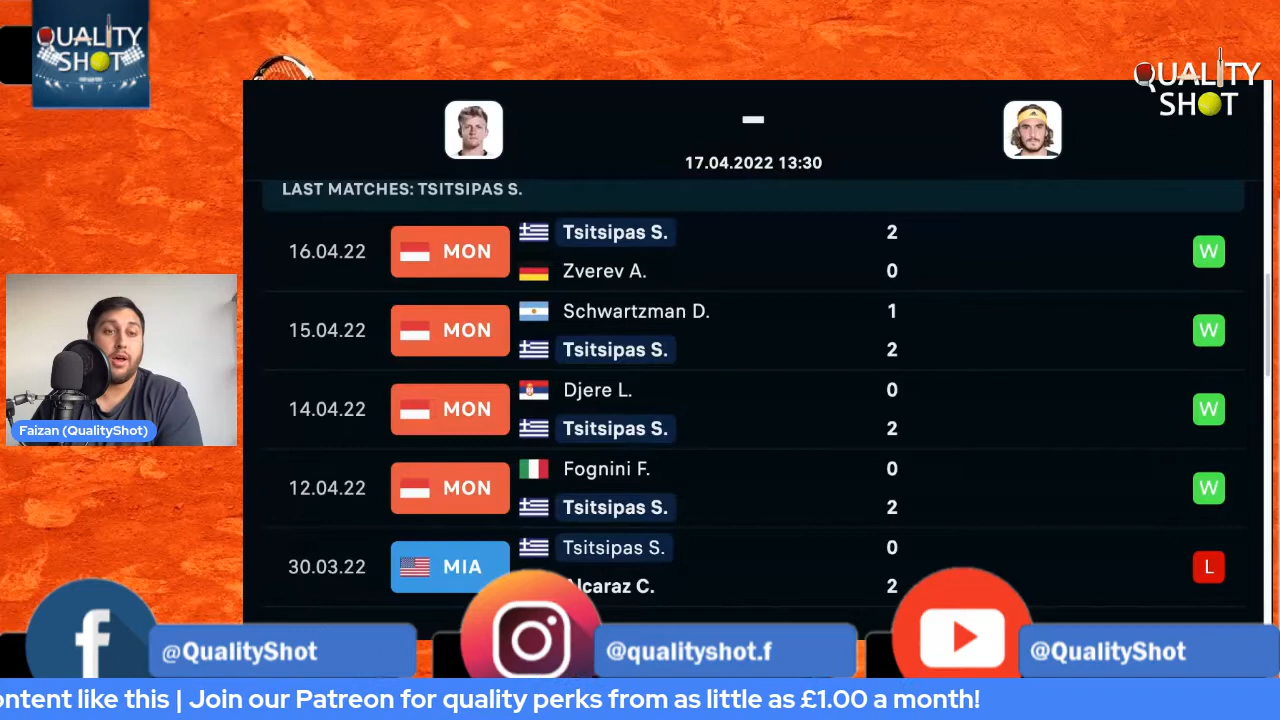 QUALITY
SHOT
QUALITY
SHOT
17.04.2022 13:30
LAST MATCHES: TSITSIPAS S.
16.04.22 MON Tsitsipas S. 2 W
Zverev A. 0
15.04.22 MON Schwartzman D. 1 W
Tsitsipas S. 2
14.04.22 MON Djere L. 0 W
Tsitsipas S. 2
12.04.22 MON Fognini F. 0 W
Tsitsipas S. 2
30.03.22 MIA Tsitsipas S. 0 L
lcaraz C. 2
Faizan (QualityShot)
@QualityShot
@qualityshot.f
@QualityShot
ontent like this | Join our Patreon for quality perks from as little as £1.00 a month!